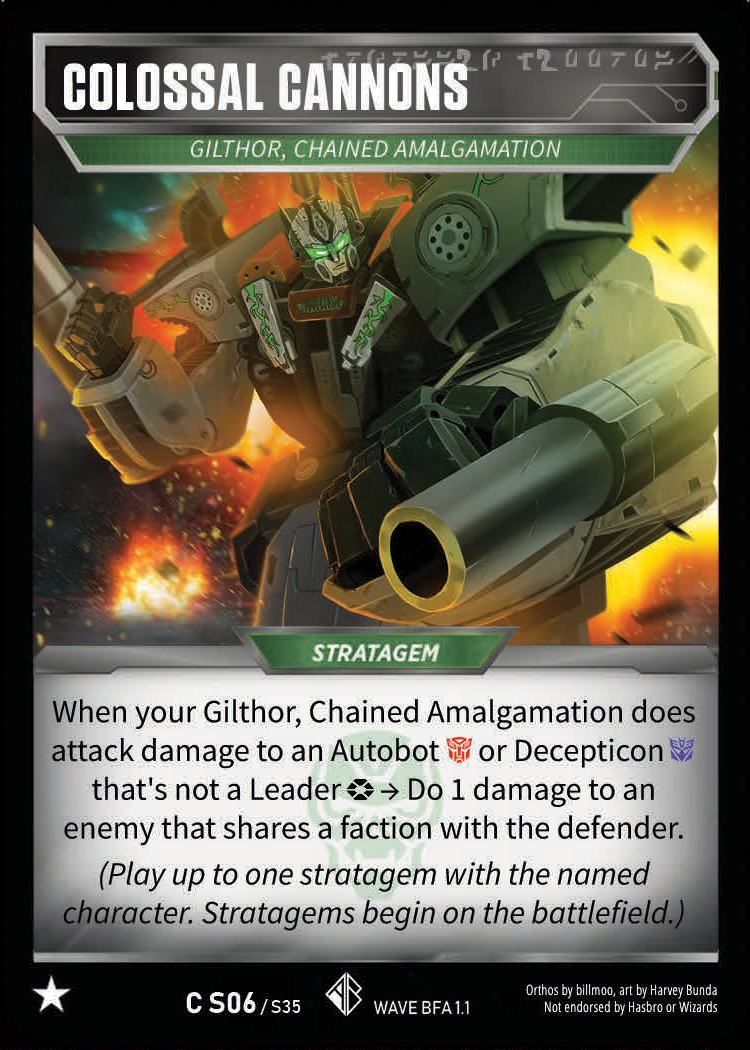 COLOSSAL CANNONS
GILTHOR, CHAINED AMALGAMATION
STRATAGEM
When your Gilthor, Chained Amalgamation does
attack damage to an Autobot or Decepticon
that's not a Leader → Do 1 damage to an
enemy that shares a faction with the defender.
(Play up to one stratagem with the named
character. Stratagems begin on the battlefield.)
C S06 / S35
WAVE BFA 1.1
Orthos by billmoo, art by Harvey Bunda
Not endorsed by Hasbro or Wizards